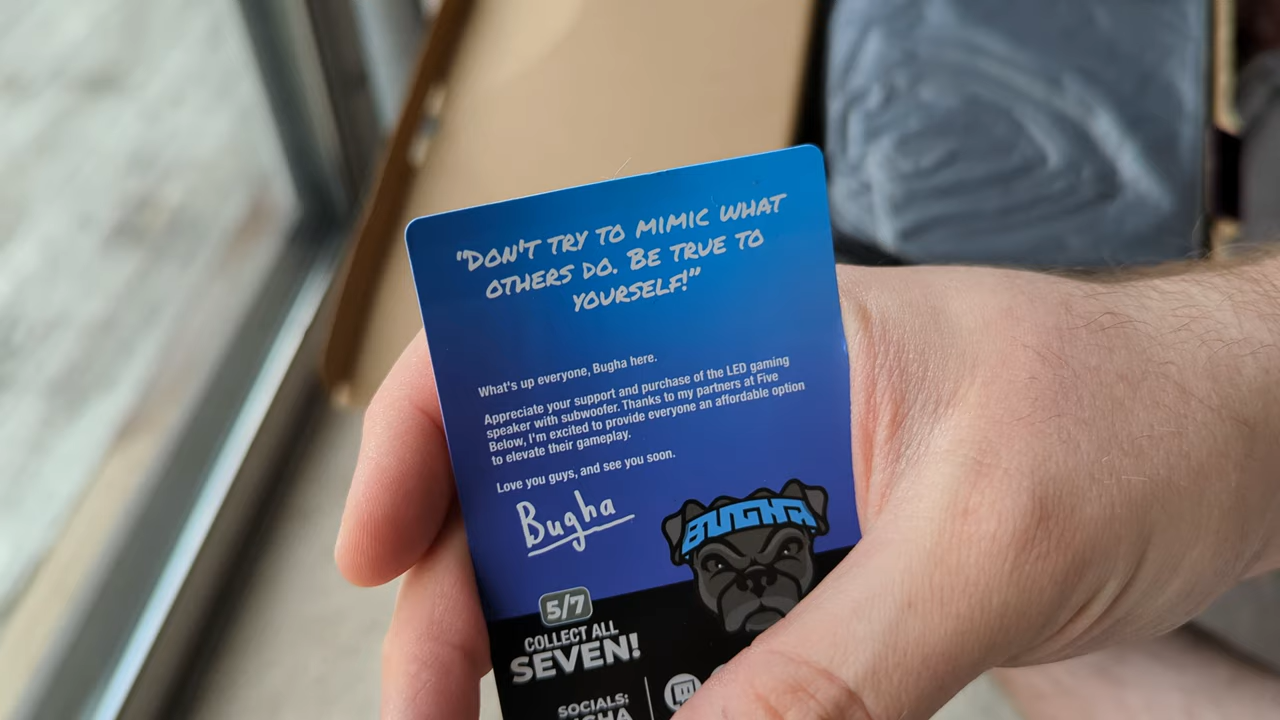 "DON'T TRY TO MIMIC WHAT
OTHERS DO. BE TRUE TO
YOURSELF!"
What's up everyone, Bugha here.
Appreciate your support and purchase of the LED gaming
speaker with subwoofer. Thanks to my partners at Five
Below, I'm excited to provide everyone an affordable option
to elevate their gameplay.
Love you guys, and see you soon.
Bugha
BUGHA
5/7
COLLECT ALL
SEVEN!
SOCIALS: